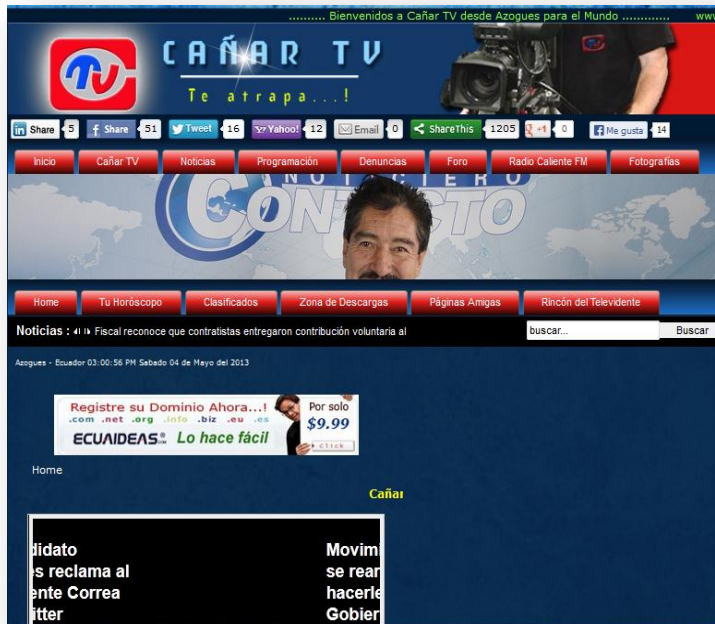 .......... Bienvenidos a Cañar TV desde Azogues para el Mundo ............. www
CAÑAR TV
Te atrapa...!
in Share 5 f Share 51 Tweet 16 Yahoo! 12 Email 0 ShareThis 1205 +1 0 Me gusta 14
Inicio Cañar TV Noticias Programación Denuncias Foro Radio Caliente FM Fotografías
NOTICIERO
CONTACTO
Home Tu Horóscopo Clasificados Zona de Descargas Páginas Amigas Rincón del Televidente
Noticias : Fiscal reconoce que contratistas entregaron contribución voluntaria al buscar... Buscar
Azogues - Ecuador 03:00:56 PM Sabado 04 de Mayo del 2013
Registre su Dominio Ahora...! Por solo
.com .net .org .info .biz .eu .es $9.99
ECUAIDEAS Lo hace fácil Click
Home
Cañar
didato Movimi
es reclama al se rear
ente Correa hacerle
itter Gobier